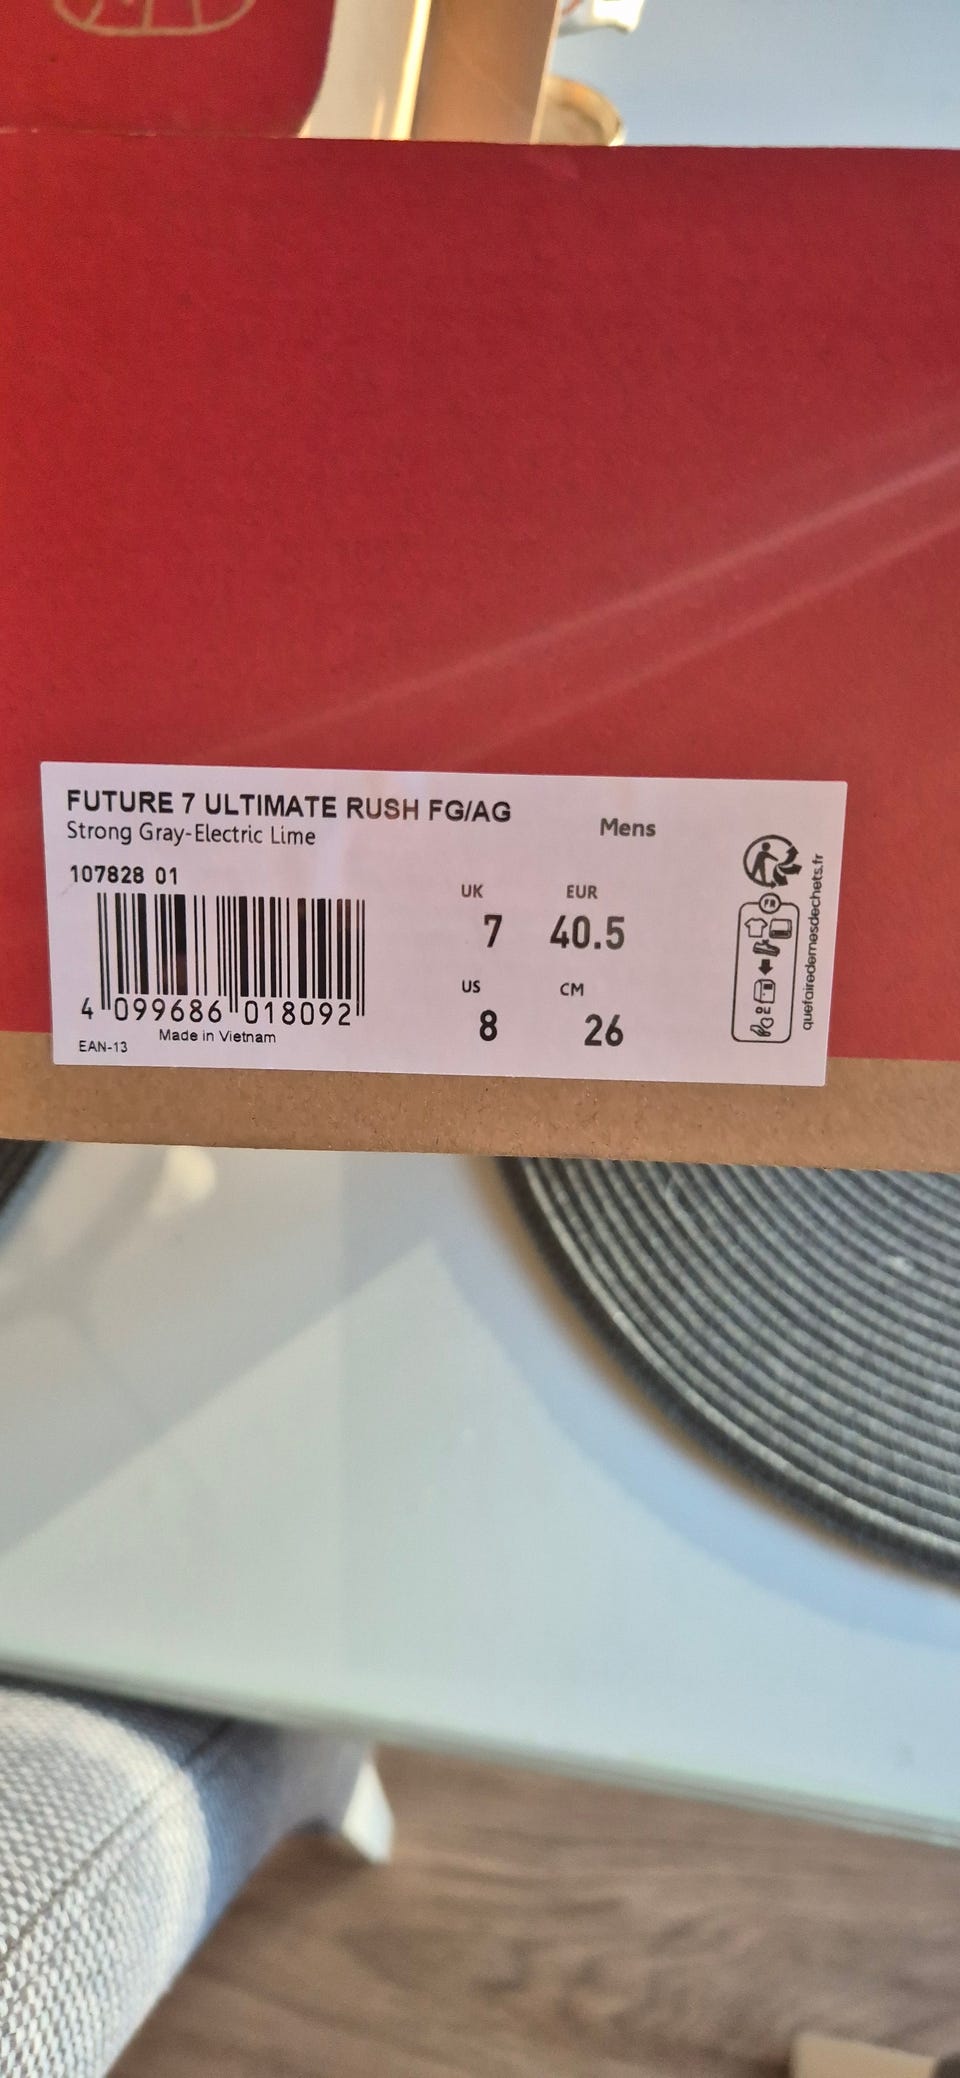 FUTURE 7 ULTIMATE RUSH FG/AG
Strong Gray-Electric Lime
Mens
107828 01
UK EUR
7 40.5
US CM
8 26
4 099686 018092
Made in Vietnam
EAN-13
FR
quefairedemesdechets.fr